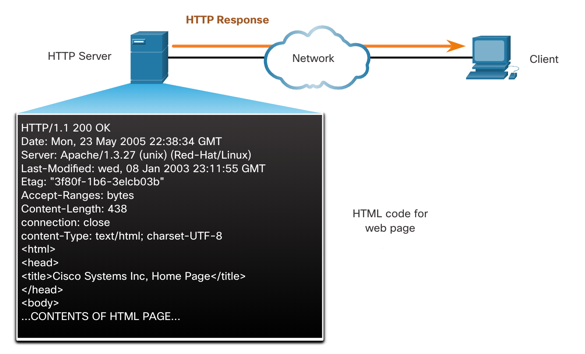 HTTP Response
HTTP Server
Network
Client
HTTP/1.1 200 OK
Date: Mon, 23 May 2005 22:38:34 GMT
Server: Apache/1.3.27 (unix) (Red-Hat/Linux)
Last-Modified: wed, 08 Jan 2003 23:11:55 GMT
Etag: "3f80f-1b6-3elcb03b"
Accept-Ranges: bytes
Content-Length: 438
connection: close
content-Type: text/html; charset-UTF-8
<html>
<head>
<title>Cisco Systems Inc, Home Page</title>
</head>
<body>
...CONTENTS OF HTML PAGE...
HTML code for
web page